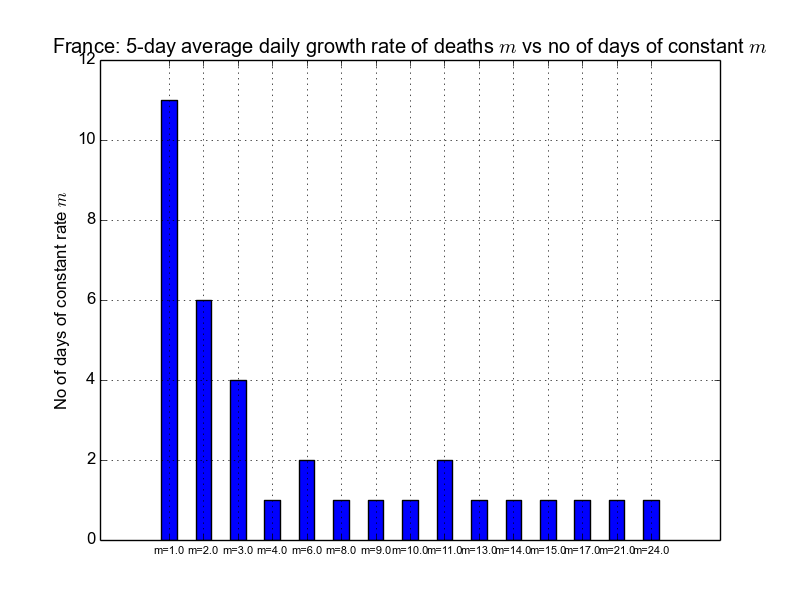 France: 5-day average daily growth rate of deaths m vs no of days of constant m
12
10
8
6
4
2
0
No of days of constant rate m
m=1.0 m=2.0 m=3.0 m=4.0 m=6.0 m=8.0 m=9.0 m=10.0 m=11.0 m=13.0 m=14.0 m=15.0 m=17.0 m=21.0 m=24.0